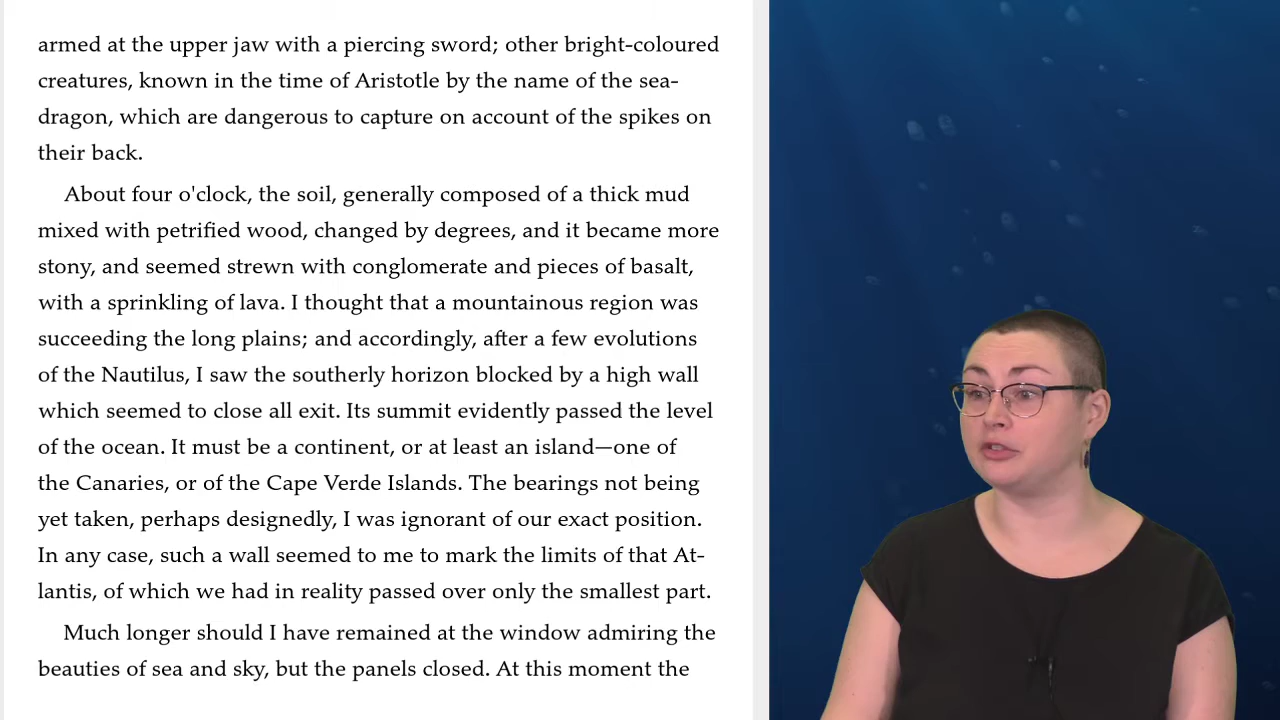 armed at the upper jaw with a piercing sword; other bright-coloured
creatures, known in the time of Aristotle by the name of the sea-
dragon, which are dangerous to capture on account of the spikes on
their back.
About four o'clock, the soil, generally composed of a thick mud
mixed with petrified wood, changed by degrees, and it became more
stony, and seemed strewn with conglomerate and pieces of basalt,
with a sprinkling of lava. I thought that a mountainous region was
succeeding the long plains; and accordingly, after a few evolutions
of the Nautilus, I saw the southerly horizon blocked by a high wall
which seemed to close all exit. Its summit evidently passed the level
of the ocean. It must be a continent, or at least an island—one of
the Canaries, or of the Cape Verde Islands. The bearings not being
yet taken, perhaps designedly, I was ignorant of our exact position.
In any case, such a wall seemed to me to mark the limits of that At-
lantis, of which we had in reality passed over only the smallest part.
Much longer should I have remained at the window admiring the
beauties of sea and sky, but the panels closed. At this moment the